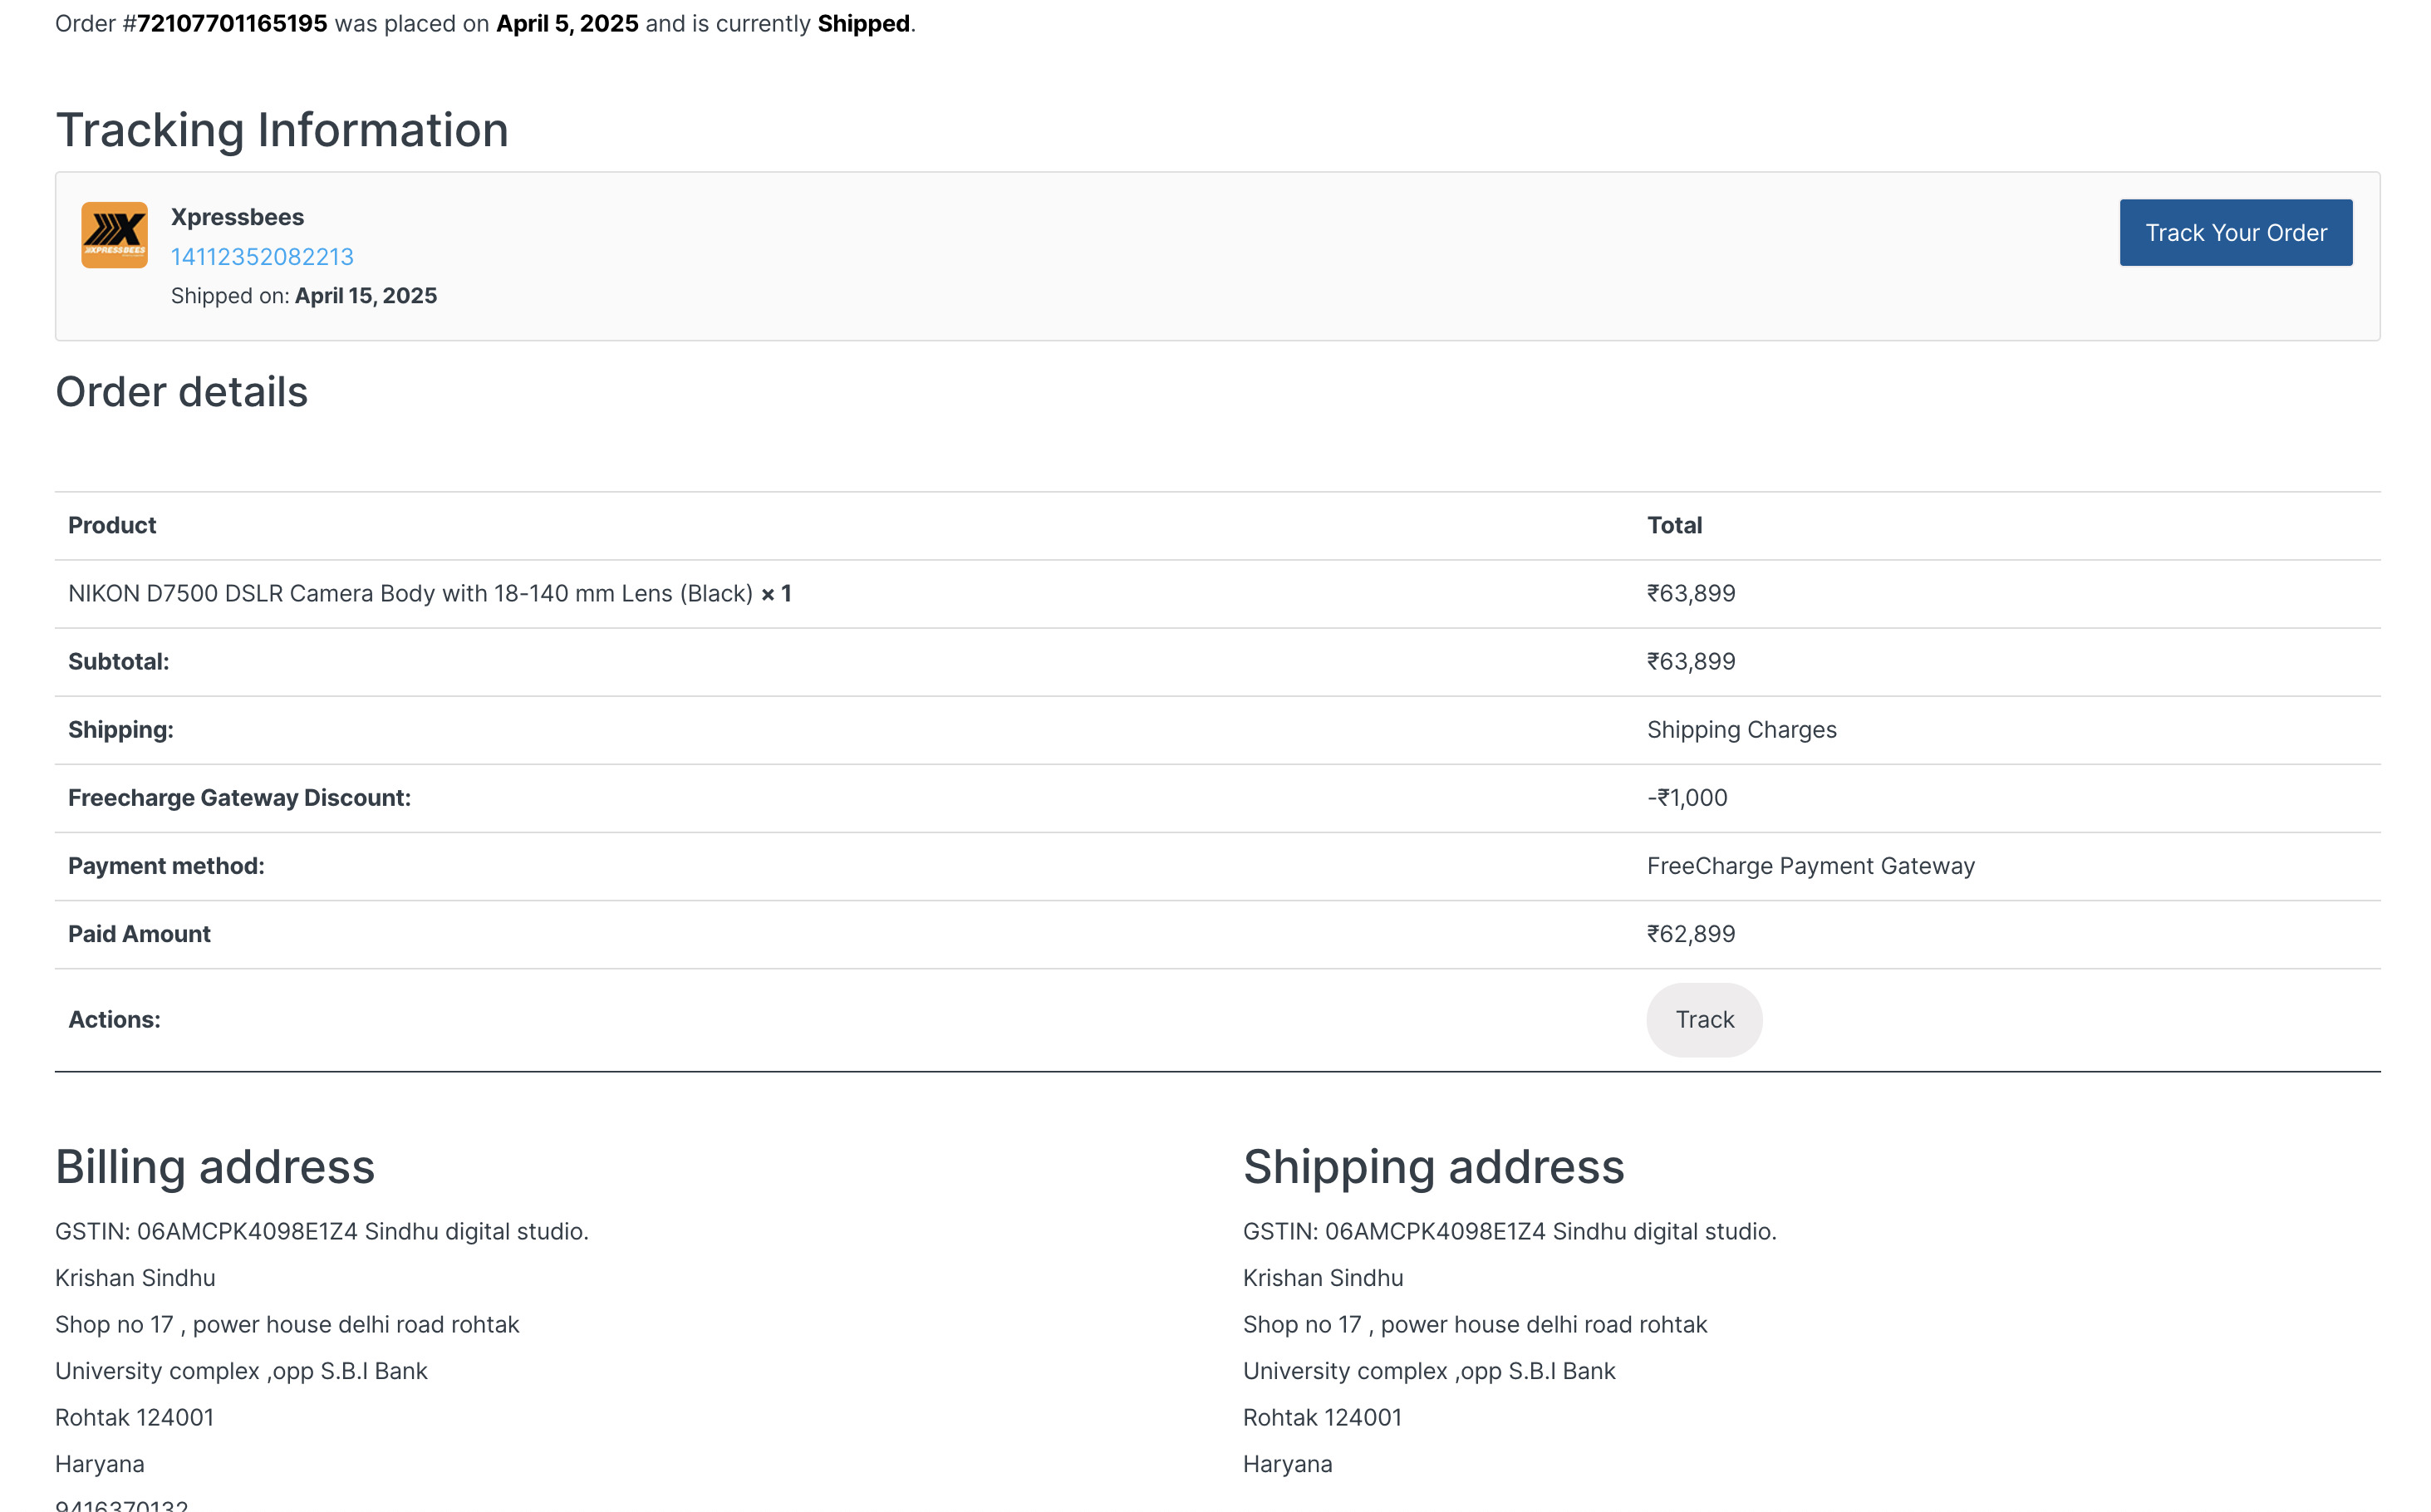 Order #72107701165195 was placed on April 5, 2025 and is currently Shipped.
Tracking Information
XPRESSBEES
Xpressbees
14112352082213
Shipped on: April 15, 2025
Track Your Order
Order details
Product Total
NIKON D7500 DSLR Camera Body with 18-140 mm Lens (Black) × 1 ₹63,899
Subtotal: ₹63,899
Shipping: Shipping Charges
Freecharge Gateway Discount: -₹1,000
Payment method: FreeCharge Payment Gateway
Paid Amount ₹62,899
Actions: Track
Billing address
GSTIN: 06AMCPK4098E1Z4 Sindhu digital studio.
Krishan Sindhu
Shop no 17 , power house delhi road rohtak
University complex ,opp S.B.I Bank
Rohtak 124001
Haryana
9416370132
Shipping address
GSTIN: 06AMCPK4098E1Z4 Sindhu digital studio.
Krishan Sindhu
Shop no 17 , power house delhi road rohtak
University complex ,opp S.B.I Bank
Rohtak 124001
Haryana